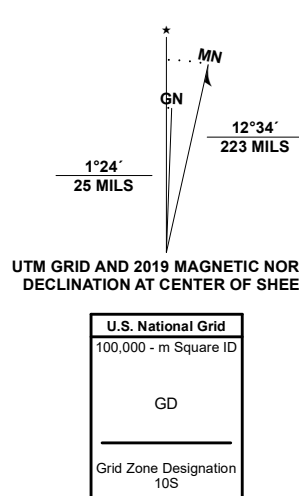 ★
MN
GN
12°34´
223 MILS
1°24´
25 MILS
UTM GRID AND 2019 MAGNETIC NOR
DECLINATION AT CENTER OF SHEE
U.S. National Grid
100,000 - m Square ID
GD
Grid Zone Designation
10S